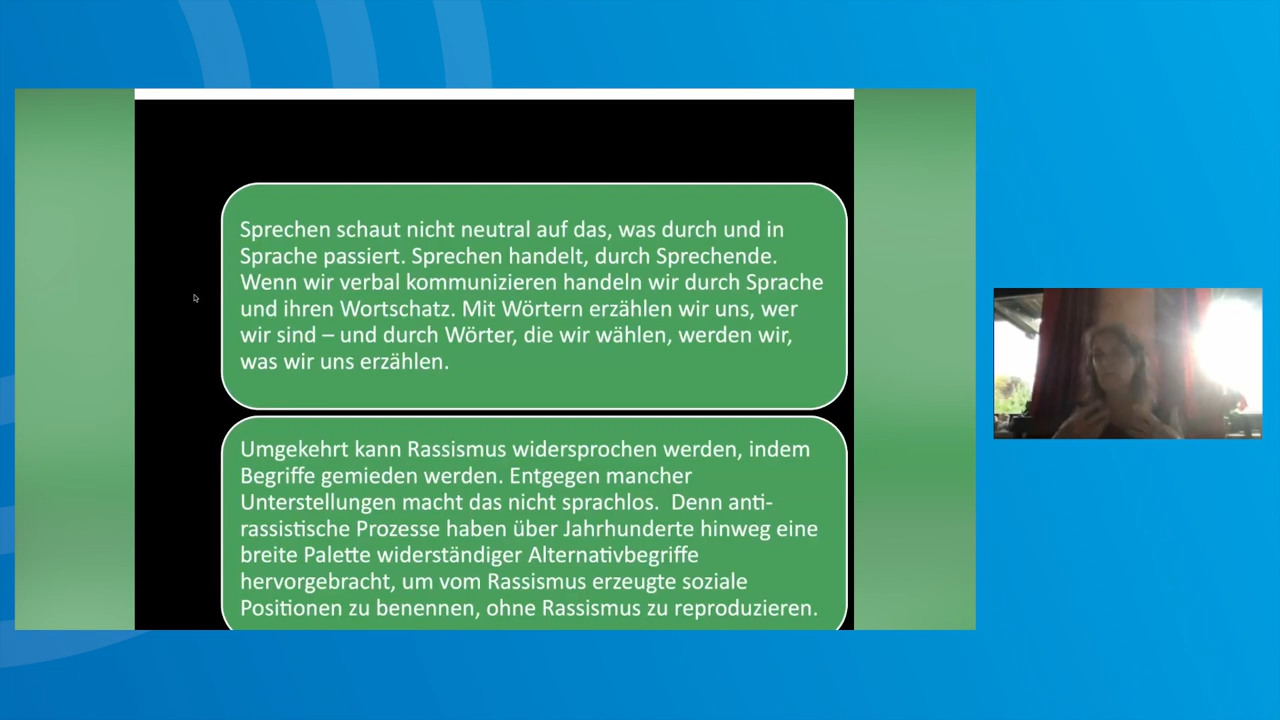 Sprechen schaut nicht neutral auf das, was durch und in
Sprache passiert. Sprechen handelt, durch Sprechende.
Wenn wir verbal kommunizieren handeln wir durch Sprache
und ihren Wortschatz. Mit Wörtern erzählen wir uns, wer
wir sind – und durch Wörter, die wir wählen, werden wir,
was wir uns erzählen.
Umgekehrt kann Rassismus widersprochen werden, indem
Begriffe gemieden werden. Entgegen mancher
Unterstellungen macht das nicht sprachlos.  Denn anti-
rassistische Prozesse haben über Jahrhunderte hinweg eine
breite Palette widerständiger Alternativbegriffe
hervorgebracht, um vom Rassismus erzeugte soziale
Positionen zu benennen, ohne Rassismus zu reproduzieren.